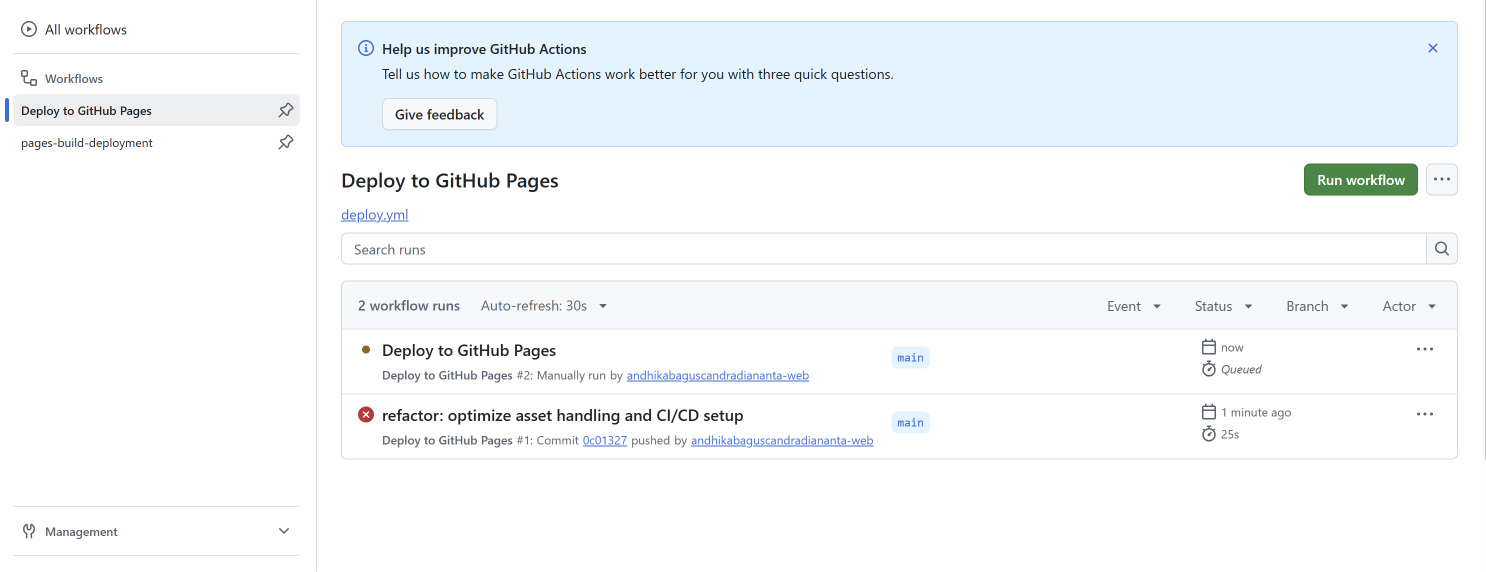 All workflows
Workflows
Deploy to GitHub Pages
pages-build-deployment
Management
Help us improve GitHub Actions
Tell us how to make GitHub Actions work better for you with three quick questions.
Give feedback
Deploy to GitHub Pages
Run workflow
deploy.yml
Search runs
2 workflow runs Auto-refresh: 30s Event Status Branch Actor
Deploy to GitHub Pages
Deploy to GitHub Pages #2: Manually run by andhikabaguscandradiananta-web
main
now
Queued
refactor: optimize asset handling and CI/CD setup
Deploy to GitHub Pages #1: Commit 0c01327 pushed by andhikabaguscandradiananta-web
main
1 minute ago
25s